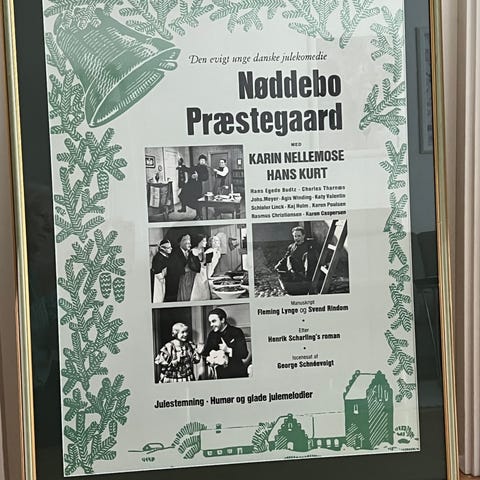 Den evigt unge danske julekomedie
Nøddebo
Præstegaard
MED
KARIN NELLEMOSE
HANS KURT
Hans Egede Budtz · Charles Tharnæs
Johs. Meyer · Agis Winding · Katy Valentin
Schiøler Linck · Kaj Holm . Karen Poulsen
Rasmus Christiansen · Karen Caspersen
Manuskript
Fleming Lynge og Svend Rindom
Efter
Henrik Scharling's roman
Iscenesat af
George Schnéevoigt
Julestemning · Humør og glade julemelodier